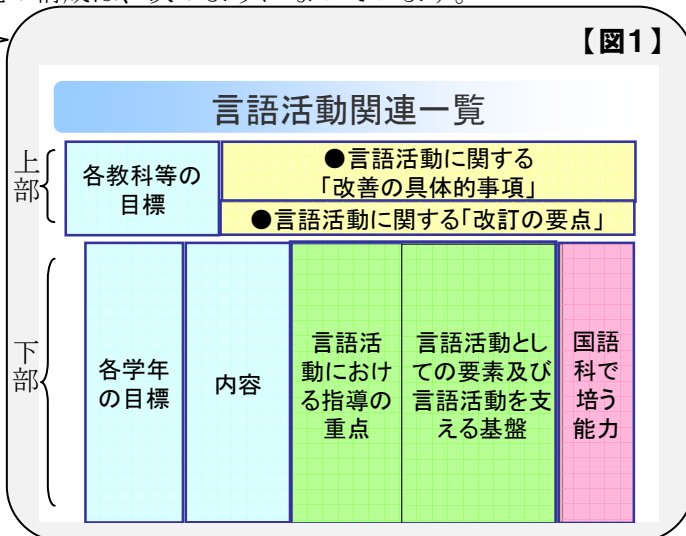 【図1】
言語活動関連一覧
上
部
各教科等の
目標
●言語活動に関する
「改善の具体的事項」
●言語活動に関する「改訂の要点」
下
部
各学年
の目標
内容
言語活
動におけ
る指導の
重点
言語活動とし
ての要素及び
言語活動を支
える基盤
国語
科で
培う
能力